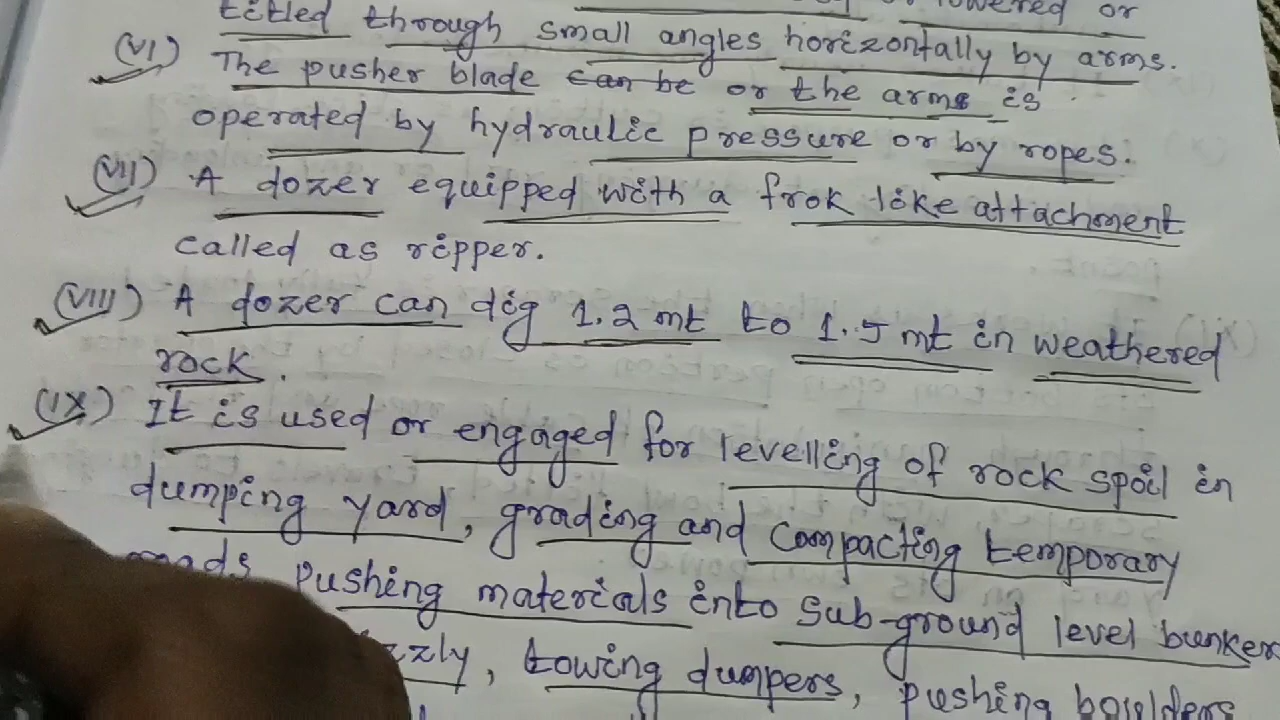 titled through small angles horizontally by arms.
lowered or
(VI) The pusher blade can be or the arms is
operated by hydraulic pressure or by ropes.
(VII) A dozer equipped with a frok like attachment
called as ripper.
(VIII) A dozer can dig 1.2 mt to 1.5 mt in weathered
rock.
(IX) It is used or engaged for levelling of rock spoil in
dumping yard, grading and compacting temporary
pushing materials into sub-ground level bunker
towing dumpers, pushing boulders